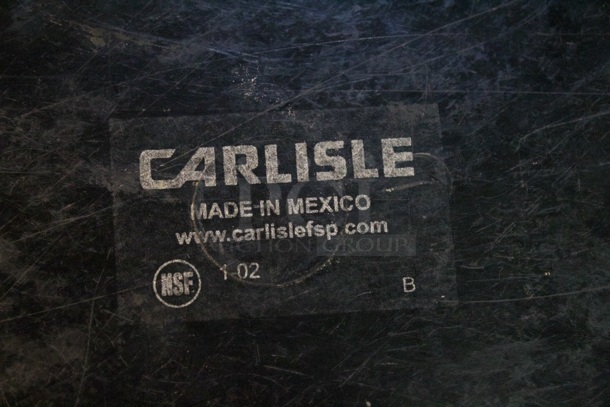 CARLISLE
MADE IN MEXICO
www.carlislefsp.com
NSF 1-02 B